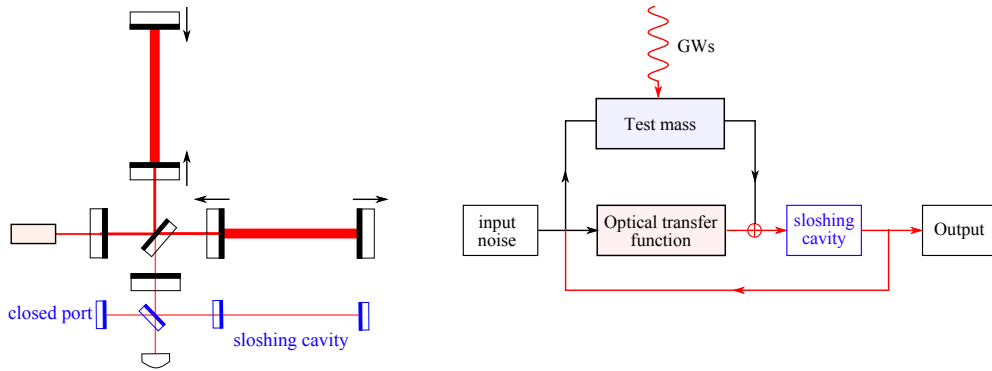 closed port
sloshing cavity
GWs
Test mass
input
noise
Optical transfer
function
sloshing
cavity
Output